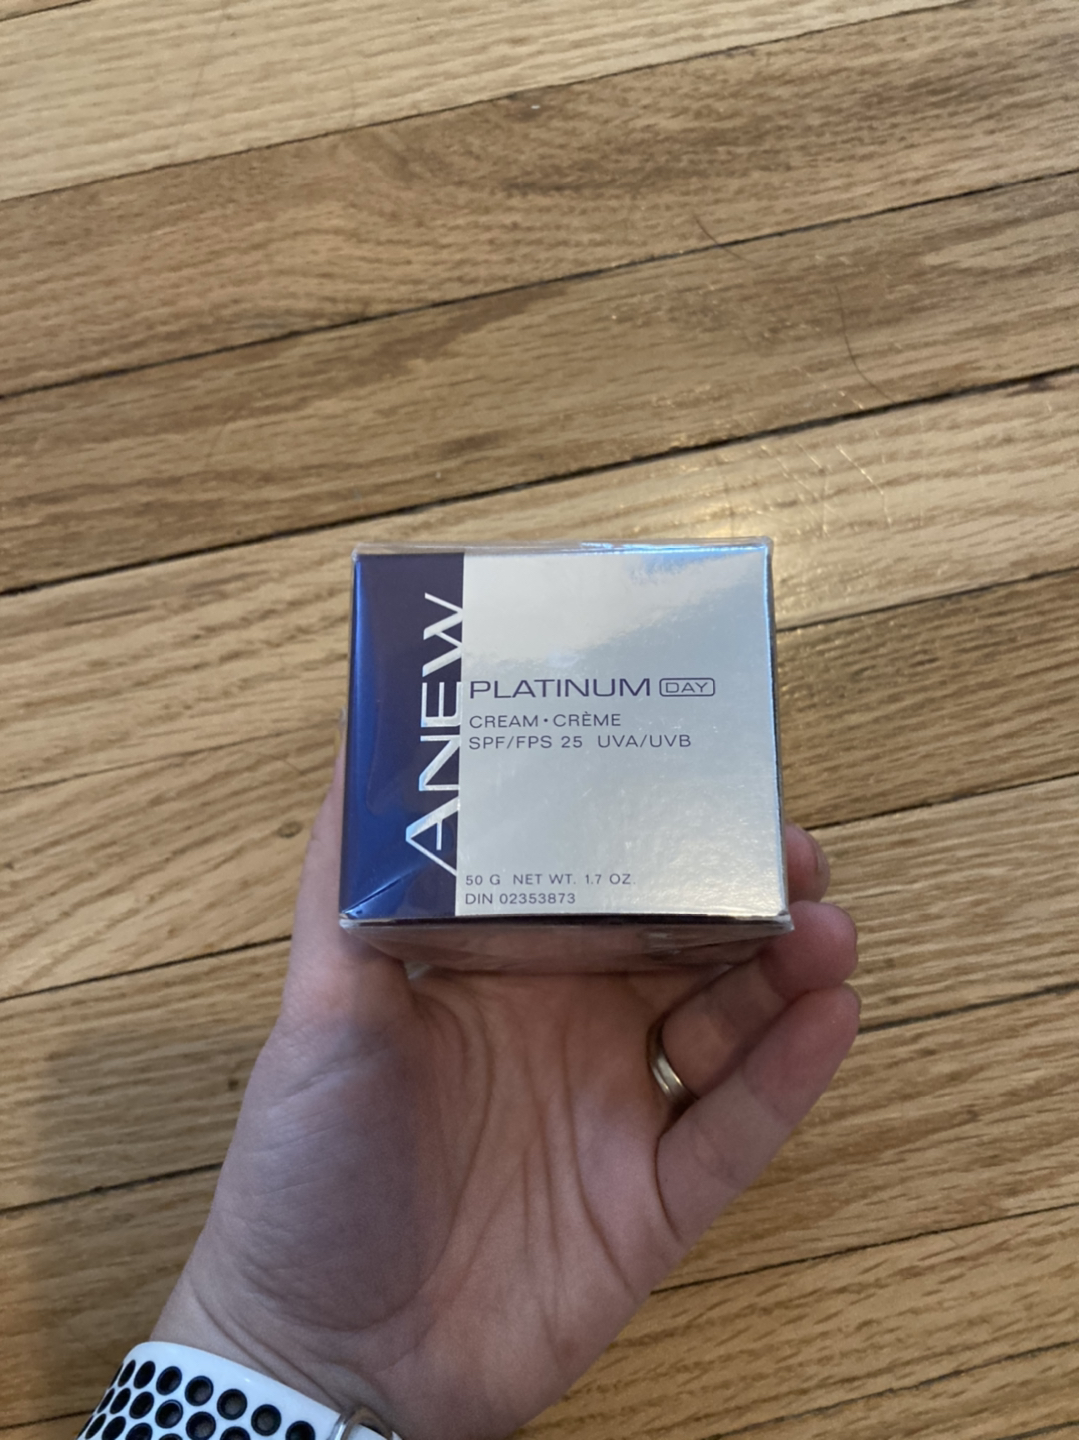 ANEW
PLATINUM DAY
CREAM • CRÈME
SPF/FPS 25 UVA/UVB
50 G NET WT. 1.7 OZ.
DIN 02353873